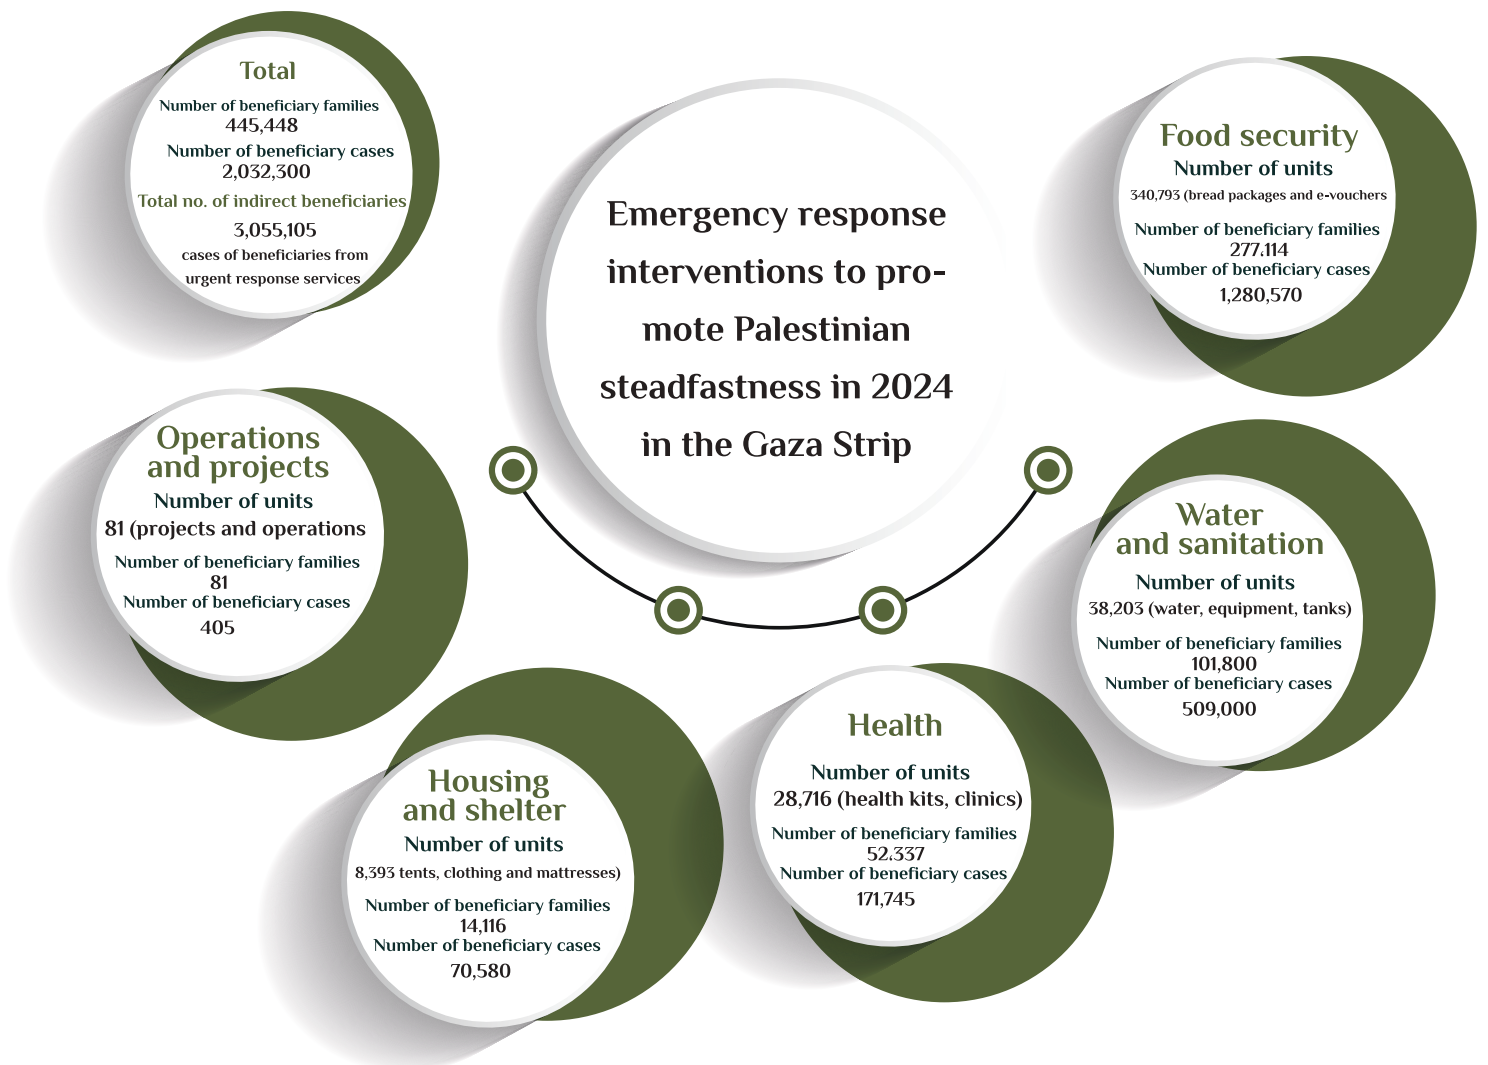 Emergency response
interventions to pro-
mote Palestinian
steadfastness in 2024
in the Gaza Strip
Total
Number of beneficiary families
445,448
Number of beneficiary cases
2,032,300
Total no. of indirect beneficiaries
3,055,105
cases of beneficiaries from
urgent response services
Food security
Number of units
340,793 (bread packages and e-vouchers
Number of beneficiary families
277,114
Number of beneficiary cases
1,280,570
Operations
and projects
Number of units
81 (projects and operations
Number of beneficiary families
81
Number of beneficiary cases
405
Water
and sanitation
Number of units
38,203 (water, equipment, tanks)
Number of beneficiary families
101,800
Number of beneficiary cases
509,000
Housing
and shelter
Number of units
8,393 tents, clothing and mattresses)
Number of beneficiary families
14,116
Number of beneficiary cases
70,580
Health
Number of units
28,716 (health kits, clinics)
Number of beneficiary families
52,337
Number of beneficiary cases
171,745